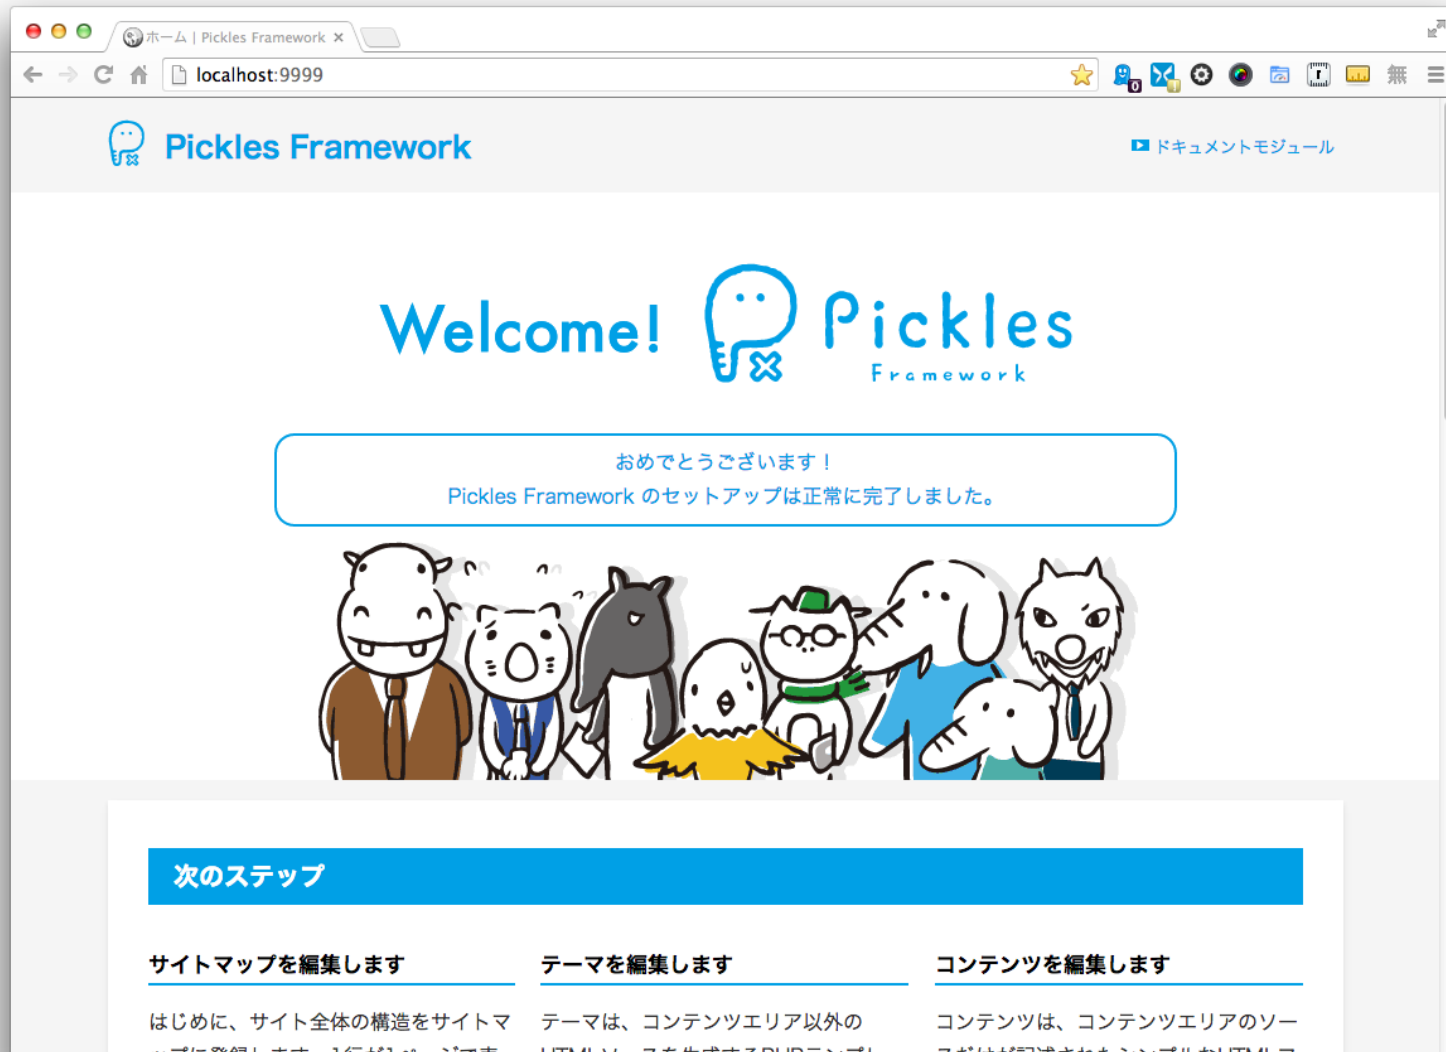 ホーム | Pickles Framework
localhost:9999
0
無
Pickles Framework
ドキュメントモジュール
Welcome!
Pickles
Framework
おめでとうございます！
Pickles Framework のセットアップは正常に完了しました。
次のステップ
サイトマップを編集します
はじめに、サイト全体の構造をサイトマ
テーマを編集します
テーマは、コンテンツエリア以外の
コンテンツを編集します
コンテンツは、コンテンツエリアのソー